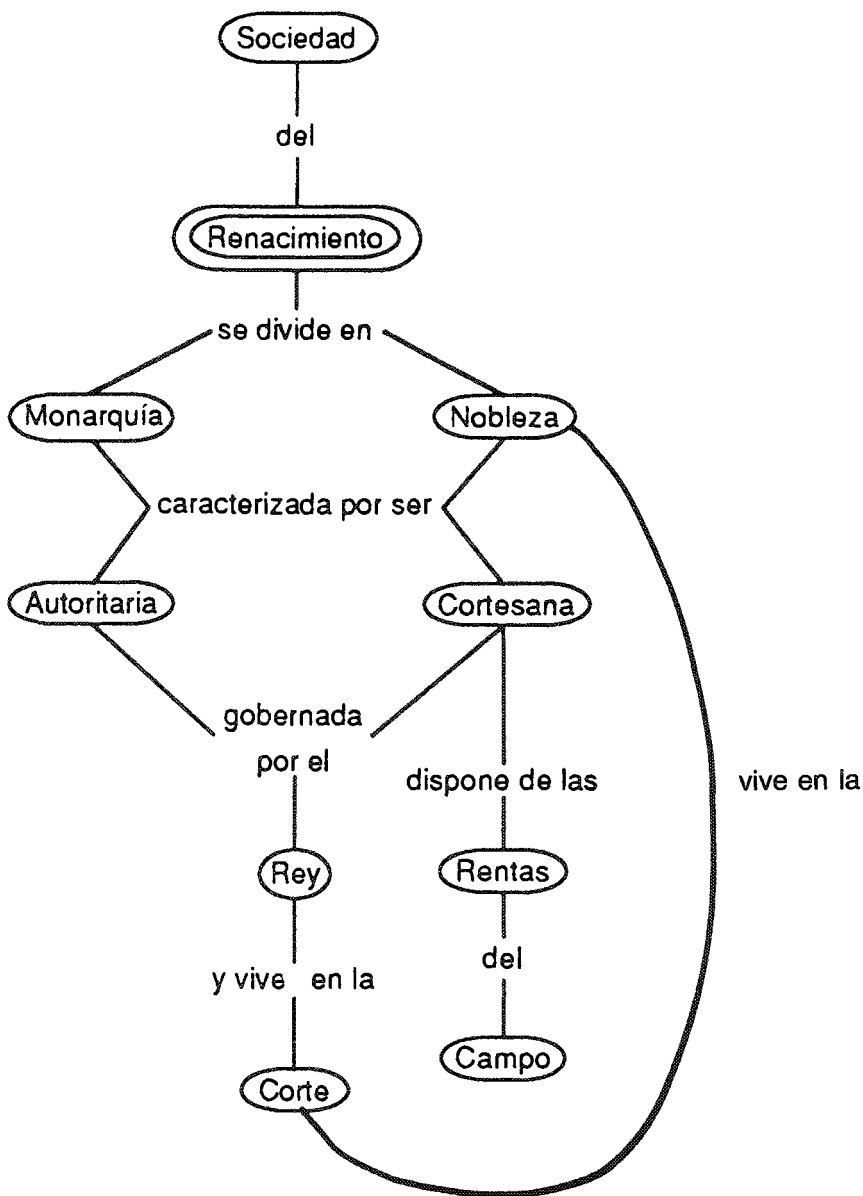 Sociedad
del
Renacimiento
se divide en
Monarquía
Nobleza
caracterizada por ser
Autoritaria
Cortesana
gobernada
por el
dispone de las
vive en la
Rey
Rentas
del
y vive en la
Campo
Corte